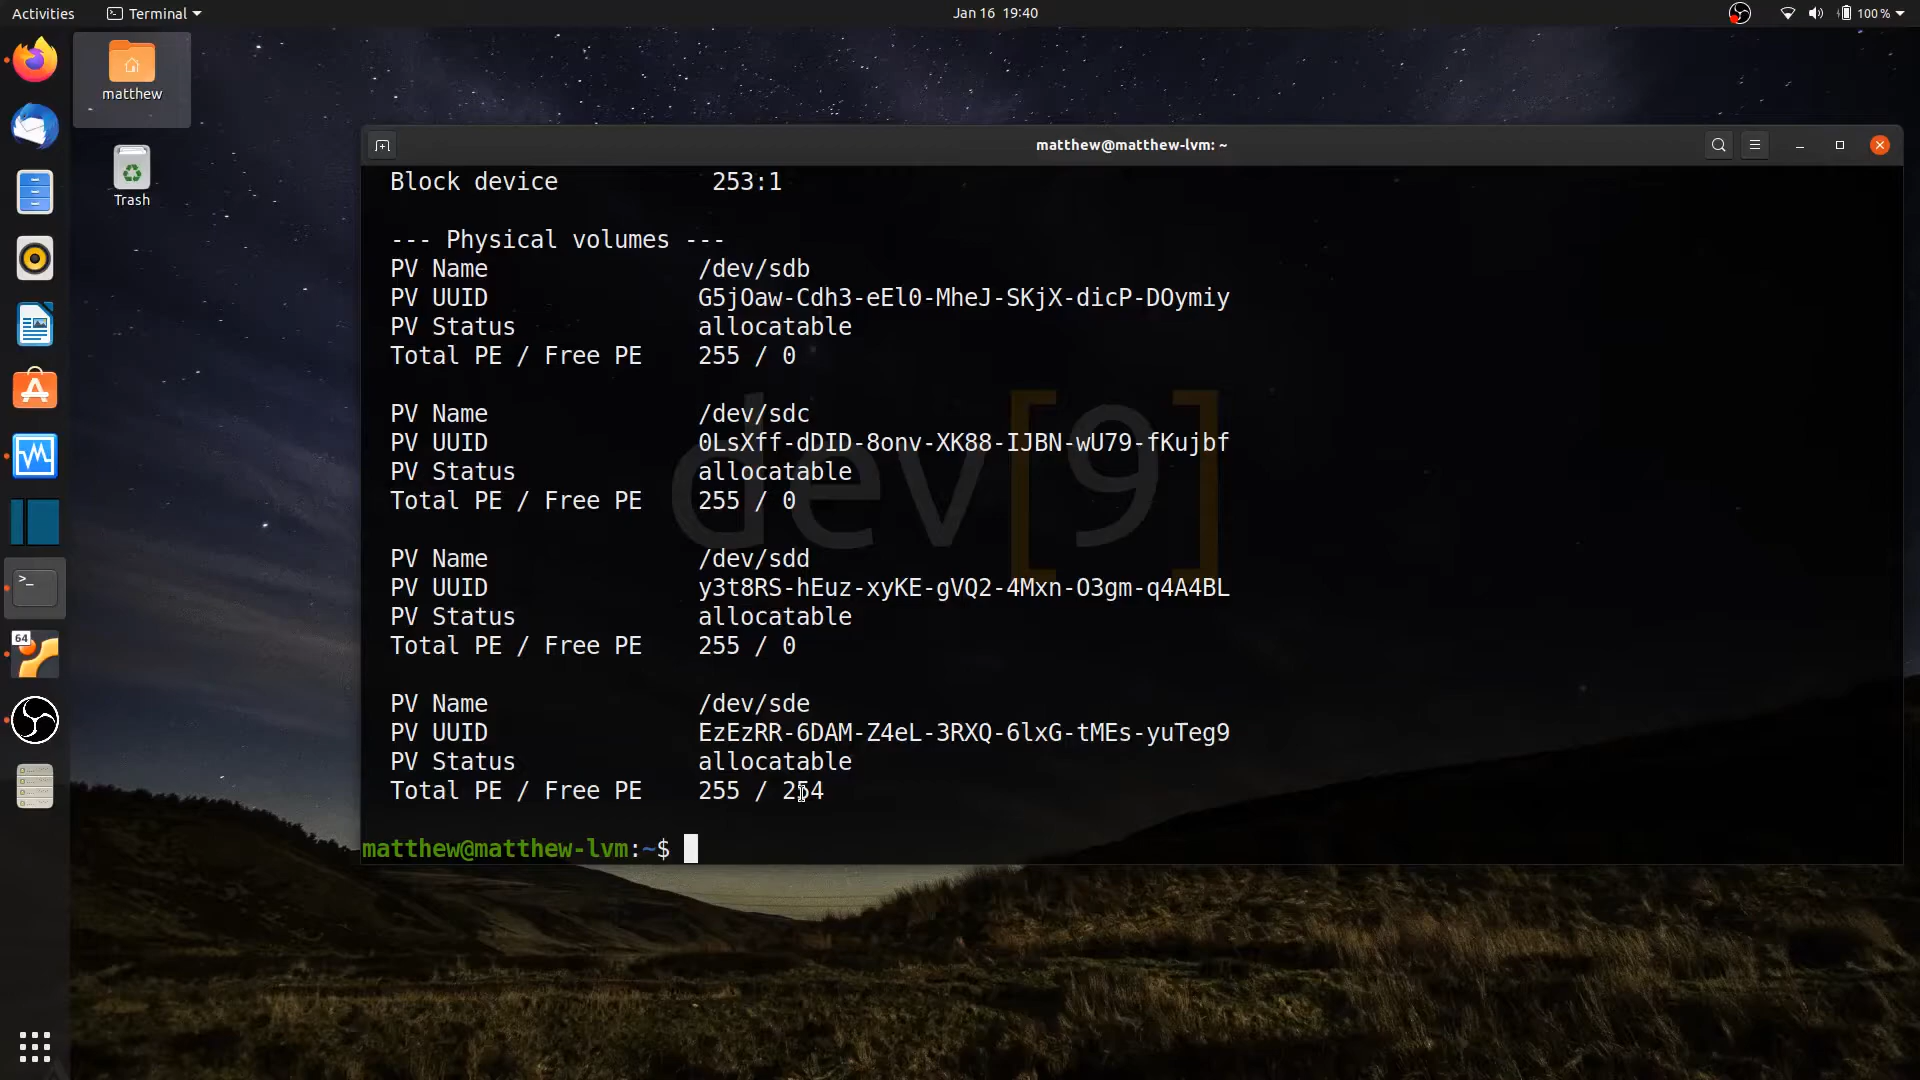 Activities
Terminal
Jan 16 19:40
100 %
matthew
Trash
64
matthew@matthew-lvm: ~
Block device 253:1
--- Physical volumes ---
PV Name /dev/sdb
PV UUID G5jOaw-Cdh3-eEl0-MheJ-SKjX-dicP-DOymiy
PV Status allocatable
Total PE / Free PE 255 / 0
PV Name /dev/sdc
PV UUID 0LsXff-dDID-8onv-XK88-IJBN-wU79-fKujbf
PV Status allocatable
Total PE / Free PE 255 / 0
dev[9]
PV Name /dev/sdd
PV UUID y3t8RS-hEuz-xyKE-gVQ2-4Mxn-O3gm-q4A4BL
PV Status allocatable
Total PE / Free PE 255 / 0
PV Name /dev/sde
PV UUID EzEzRR-6DAM-Z4eL-3RXQ-6lxG-tMEs-yuTeg9
PV Status allocatable
Total PE / Free PE 255 / 254
matthew@matthew-lvm:~$